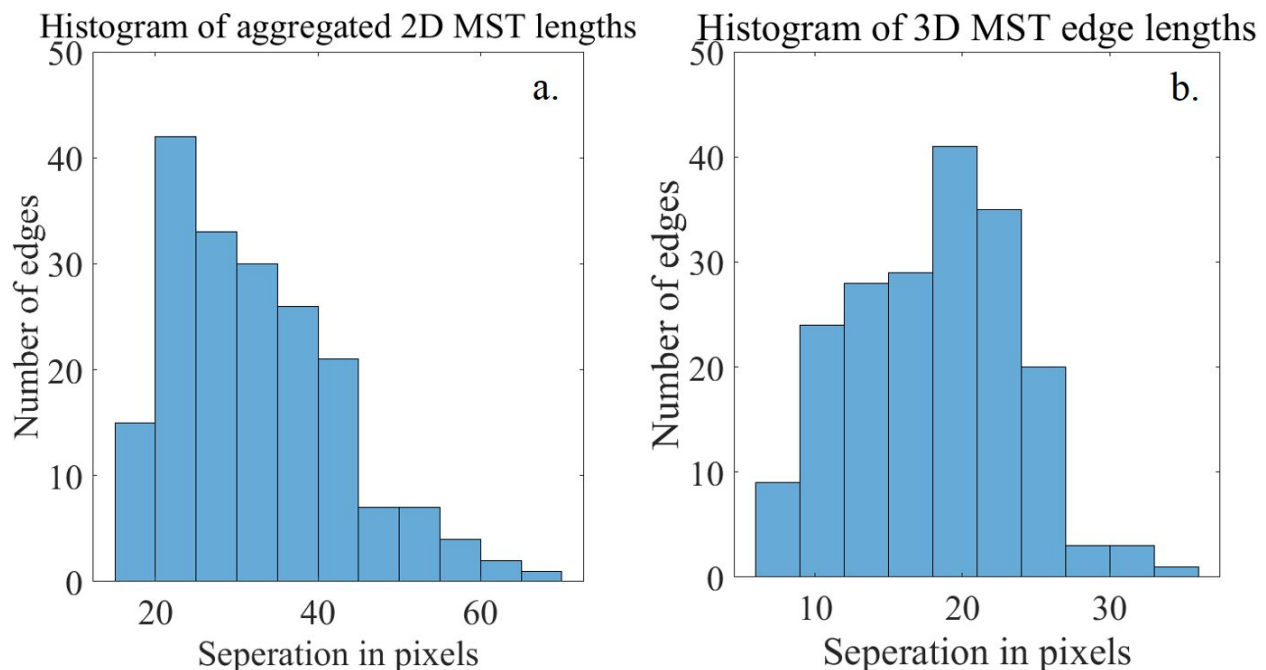 Histogram of aggregated 2D MST lengths
a.
50
40
30
20
10
0
Number of edges
20 40 60
Seperation in pixels
Histogram of 3D MST edge lengths
b.
50
40
30
20
10
0
Number of edges
10 20 30
Seperation in pixels